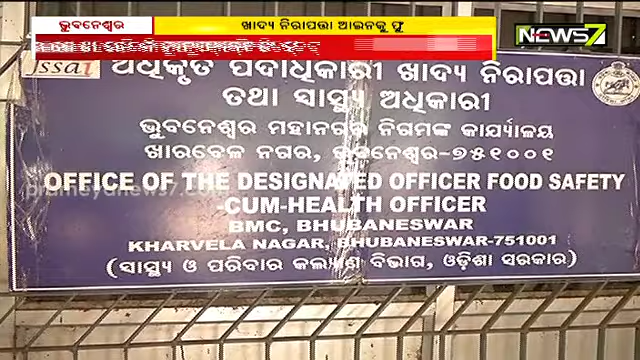 ଭୁବନେଶ୍ୱର
ଖାଦ୍ୟ ନିରାପତ୍ତା ଆଇନକୁ ଫୁ
NEWS7
ssai
ଅଧିକୃତ ପଦାଧିକାରୀ ଖାଦ୍ୟ ନିରାପତ୍ତା
ତଥା ସାସ୍ଥ୍ୟ ଅଧିକାରୀ
ଭୁବନେଶ୍ୱର ମହାନଗର ନିଗମଙ୍କ କାର୍ଯ୍ୟାଳୟ
ଖାରବେଳ ନଗର, ଭୁବନେଶ୍ୱର-୭୫୧୦୦୧
prameyanews7.c
OFFICE OF THE DESIGNATED OFFICER FOOD SAFETY
-CUM-HEALTH OFFICER
BMC, BHUBANESWAR
KHARVELA NAGAR, BHUBANESWAR-751001
(ସାସ୍ଥ୍ୟ ଓ ପରିବାର କଲ୍ୟାଣ ବିଭାଗ, ଓଡ଼ିଶା ସରକାର)